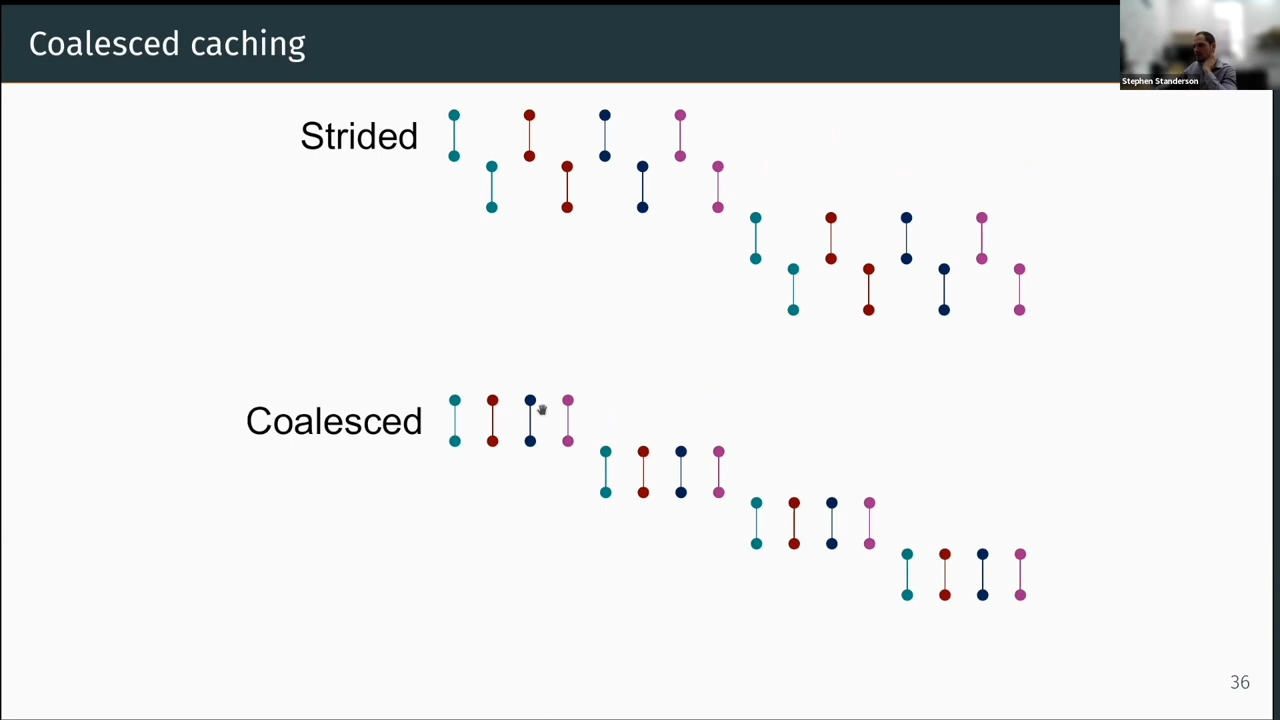 Coalesced caching
Stephen Standerson
Strided
Coalesced
36